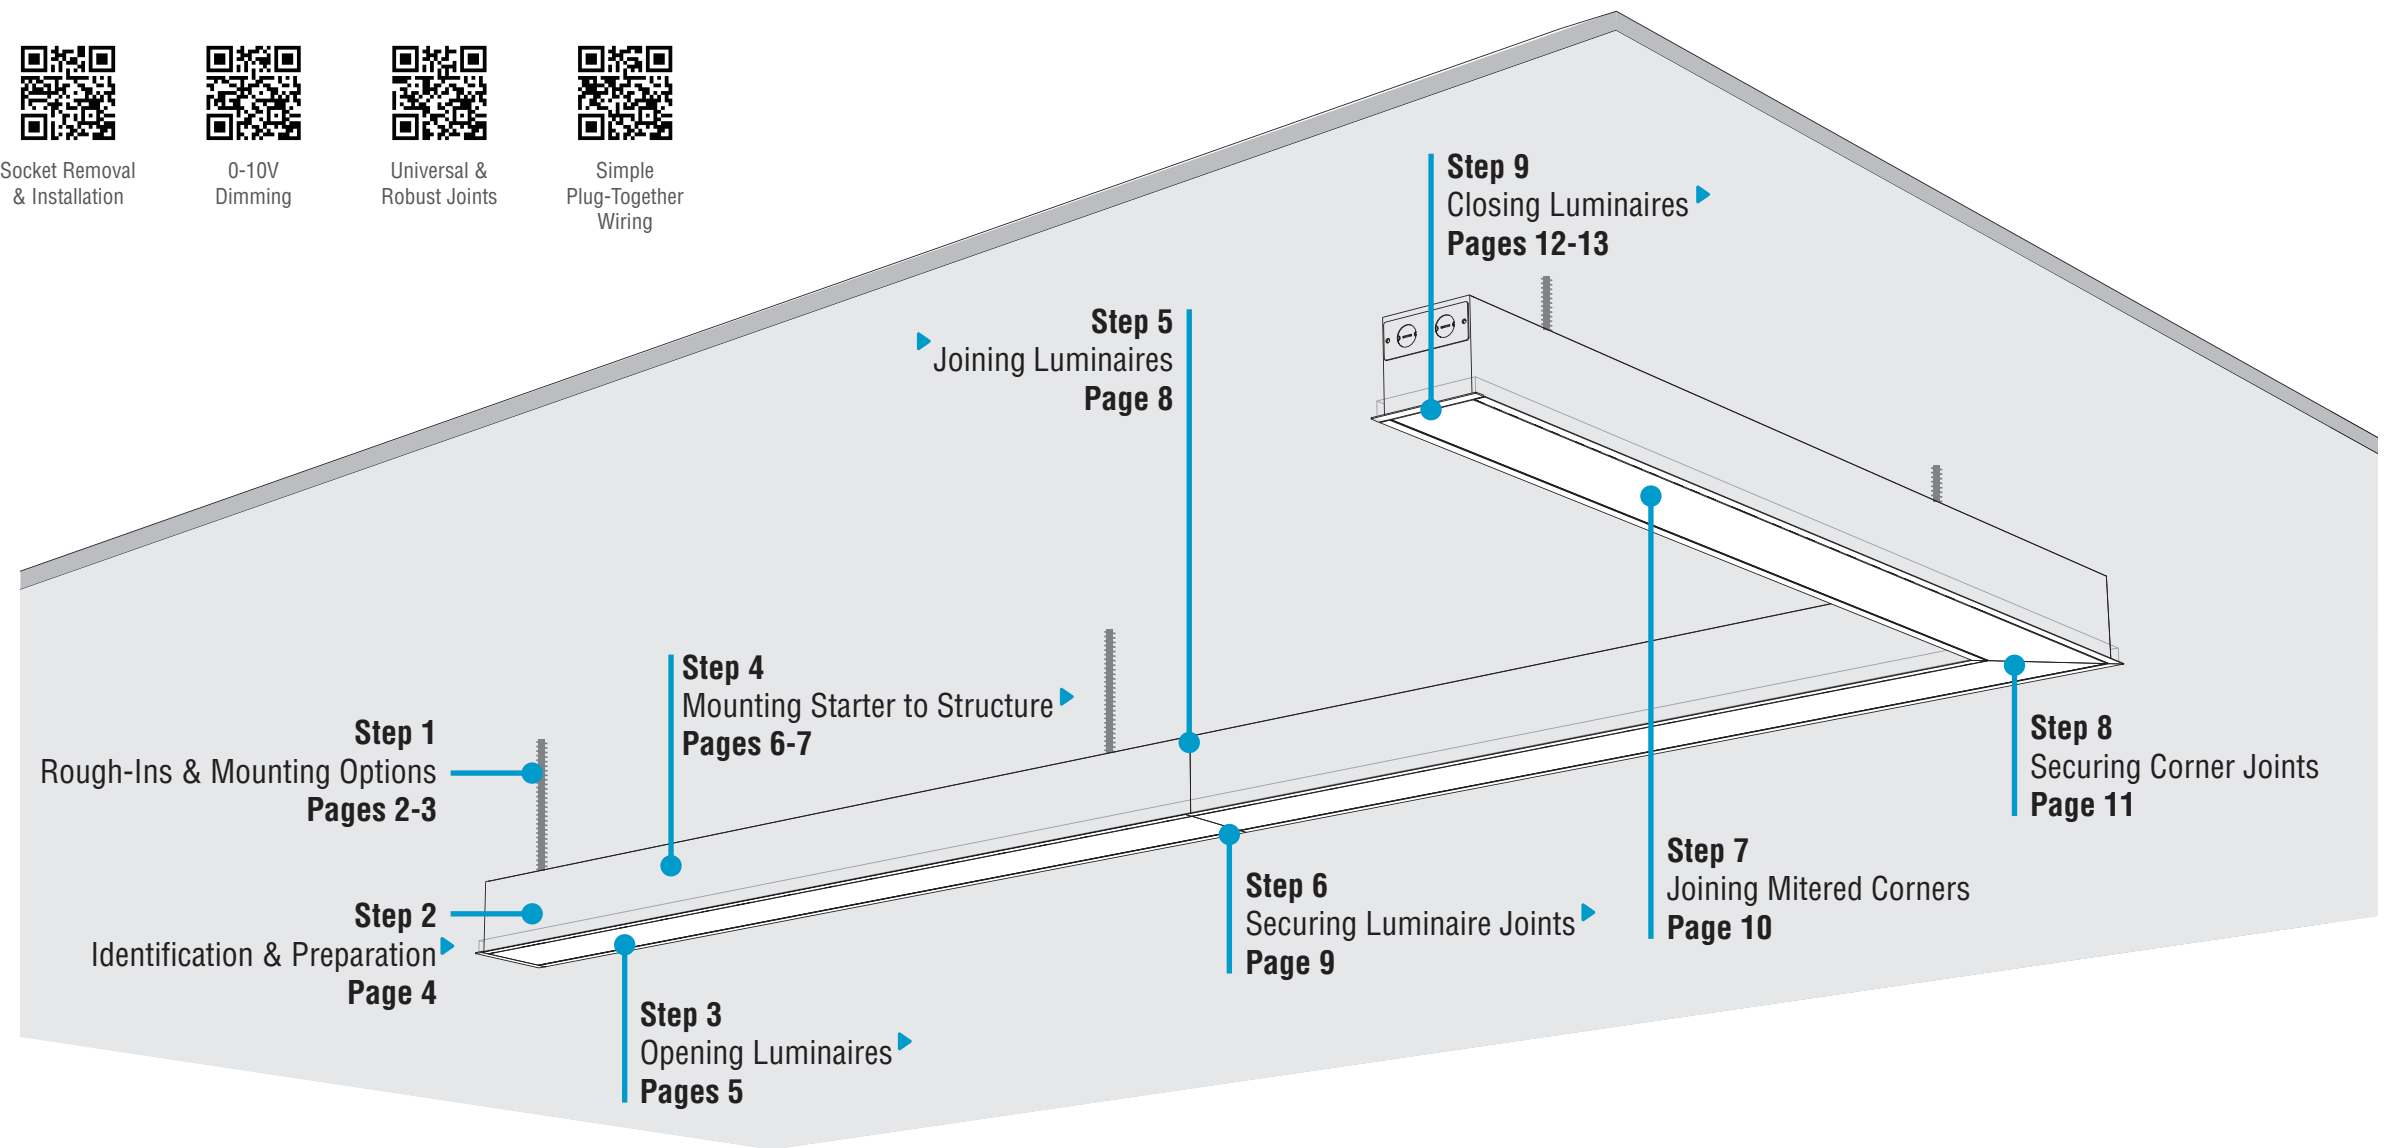 Socket Removal
& Installation
0-10V
Dimming
Universal &
Robust Joints
Simple
Plug-Together
Wiring
Step 9
Closing Luminaires
Pages 12-13
Step 5
Joining Luminaires
Page 8
Step 4
Mounting Starter to Structure
Pages 6-7
Step 1
Rough-Ins & Mounting Options
Pages 2-3
Step 8
Securing Corner Joints
Page 11
Step 7
Joining Mitered Corners
Page 10
Step 6
Securing Luminaire Joints
Page 9
Step 2
Identification & Preparation
Page 4
Step 3
Opening Luminaires
Pages 5